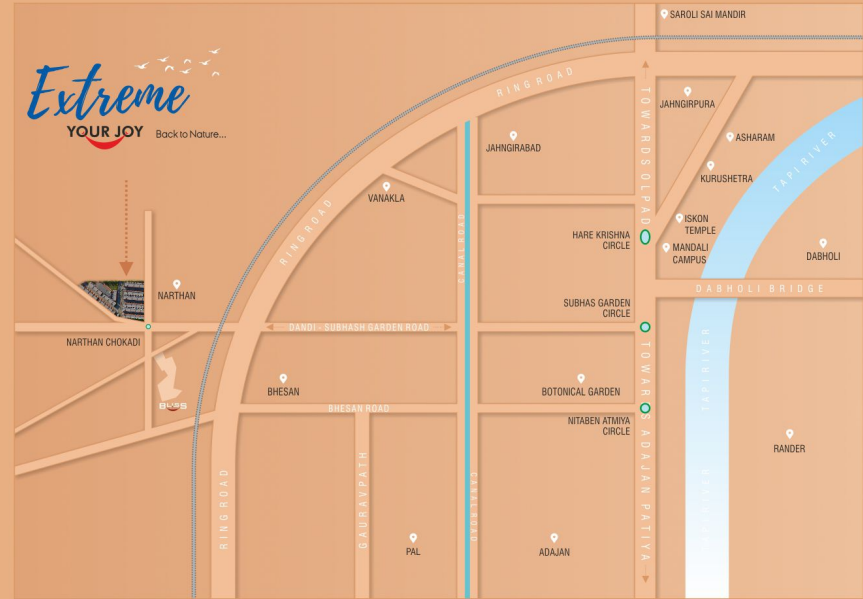 SAROLI SAI MANDIR
Extreme
YOUR JOY Back to Nature...
RING ROAD
JAHNGIRPURA
TOWARDS OLPAD
ASHARAM
TAPI RIVER
JAHNGIRABAD
KURUSHETRA
VANAKLA
RING ROAD
CANAL ROAD
ISKON
TEMPLE
HARE KRISHNA
CIRCLE
MANDALI
CAMPUS
DABHOLI
DABHOLI BRIDGE
NARTHAN
SUBHAS GARDEN
CIRCLE
NARTHAN CHOKADI
DANDI - SUBHASH GARDEN ROAD
TAPI RIVER
BHESAN
BOTONICAL GARDEN
BHESAN ROAD
NITABEN ATMIYA
CIRCLE
TOWARDS ADAJAN PATIYA
RANDER
RING ROAD
GAURAVPATH
CANAL ROAD
PAL
ADAJAN